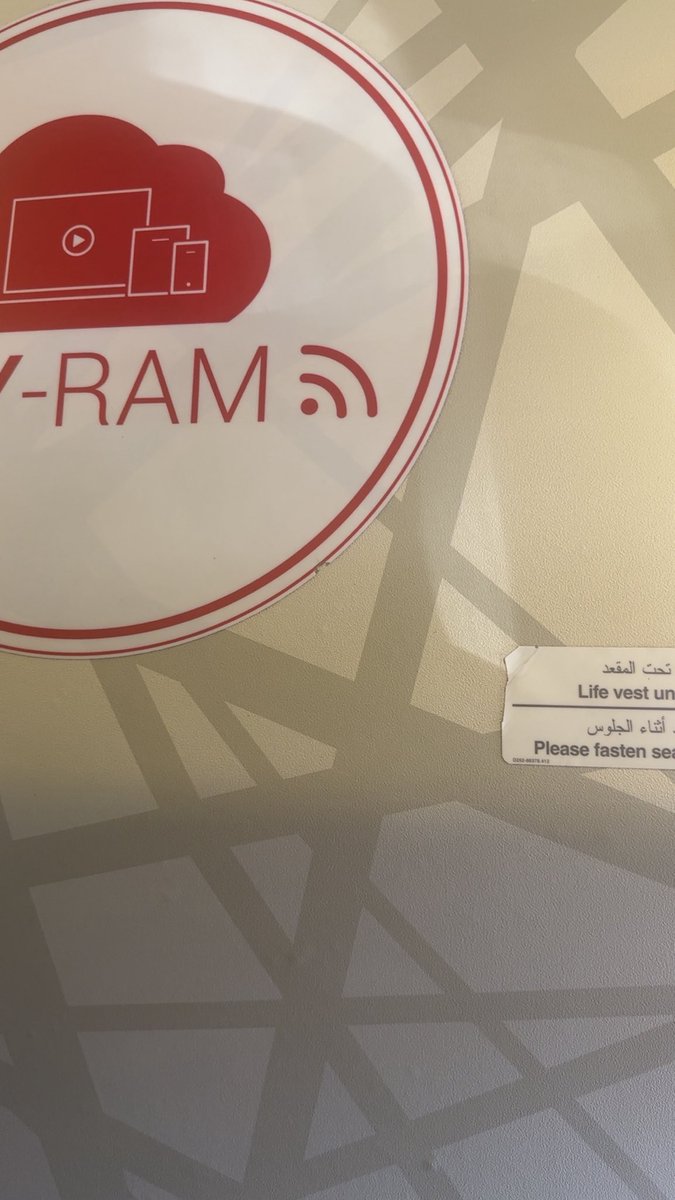 Y-RAM
تحت المقعد
Life vest un
أثناء الجلوس
Please fasten sea